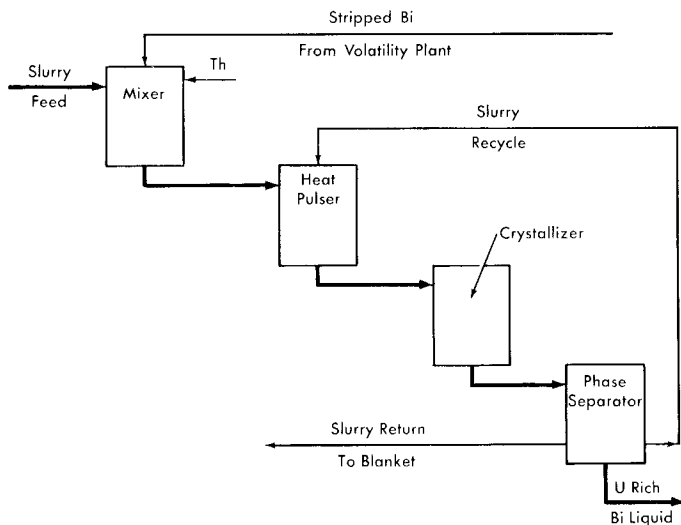 Stripped Bi
From Volatility Plant
Slurry
Feed
Th
Mixer
Slurry
Recycle
Heat
Pulser
Crystallizer
Phase
Separator
Slurry Return
To Blanket
U Rich
Bi Liquid